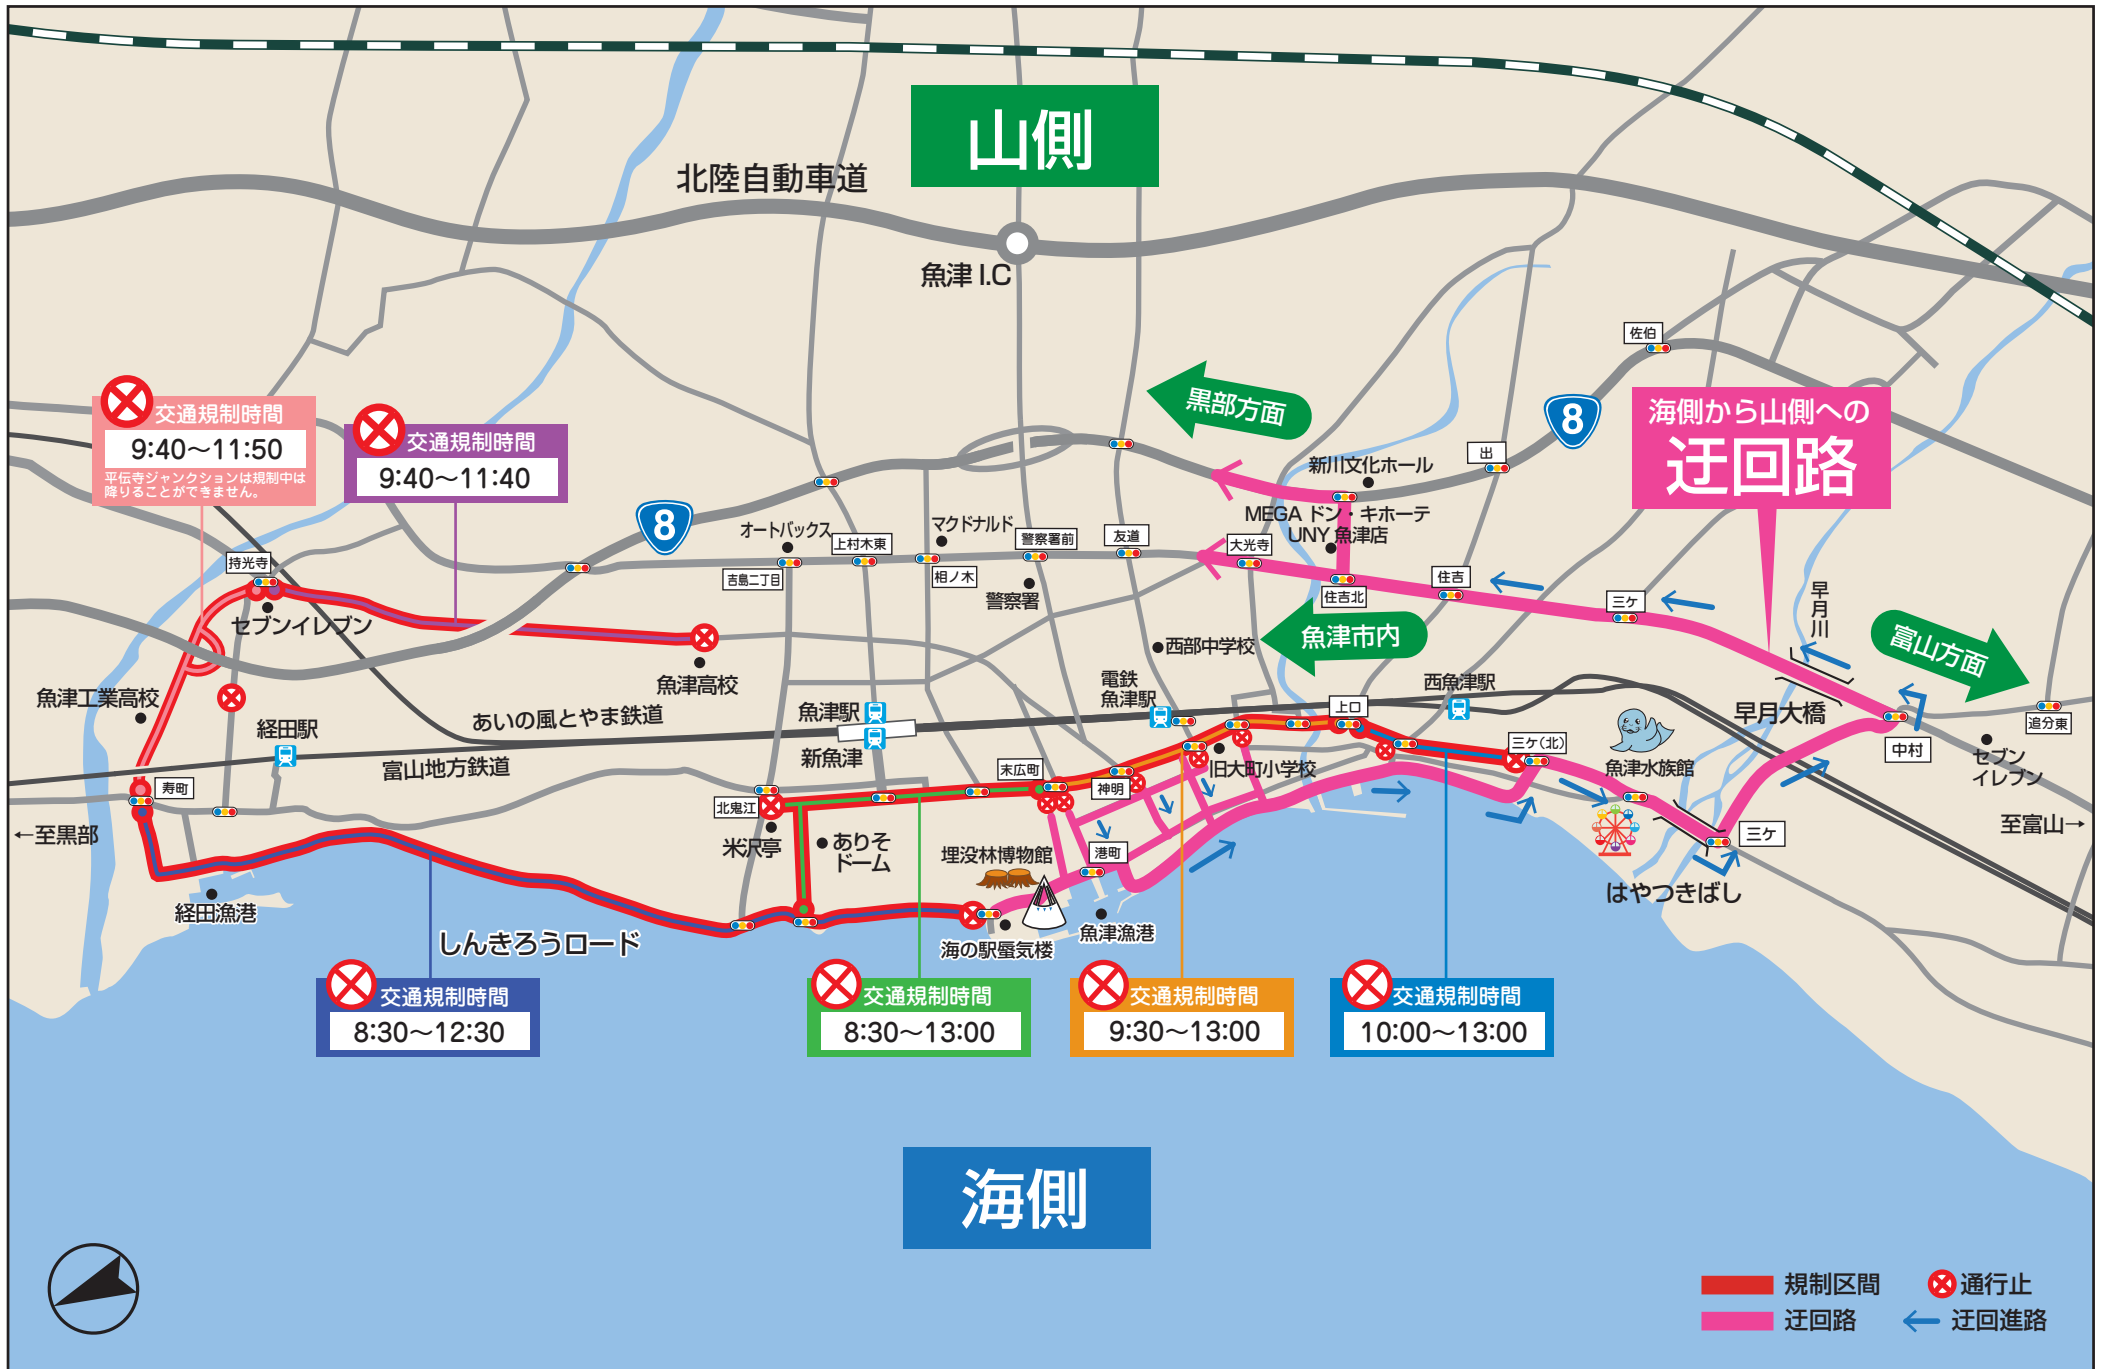 山側
北陸自動車道
魚津 I.C
佐伯
黒部方面
8
海側から山側への
迂回路
交通規制時間
9:40〜11:50
平伝寺ジャンクションは規制中は
降りることができません。
交通規制時間
9:40〜11:40
出
新川文化ホール
8
MEGA ドン・キホーテ
UNY 魚津店
オートバックス
マクドナルド
上村木東
警察署前
友道
大光寺
持光寺
吉島二丁目
相ノ木
住吉
住吉北
三ケ
早月川
警察署
セブンイレブン
魚津市内
富山方面
西部中学校
魚津高校
電鉄
魚津駅
西魚津駅
魚津工業高校
あいの風とやま鉄道
魚津駅
上口
早月大橋
追分東
経田駅
新魚津
三ケ(北)
中村
セブン
イレブン
富山地方鉄道
末広町
旧大町小学校
魚津水族館
寿町
神明
北鬼江
←至黒部
米沢亭
ありそ
ドーム
埋没林博物館
港町
三ケ
至富山→
はやつきばし
経田漁港
しんきろうロード
海の駅蜃気楼
魚津漁港
交通規制時間
8:30〜12:30
交通規制時間
8:30〜13:00
交通規制時間
9:30〜13:00
交通規制時間
10:00〜13:00
海側
規制区間
通行止
迂回路
迂回進路